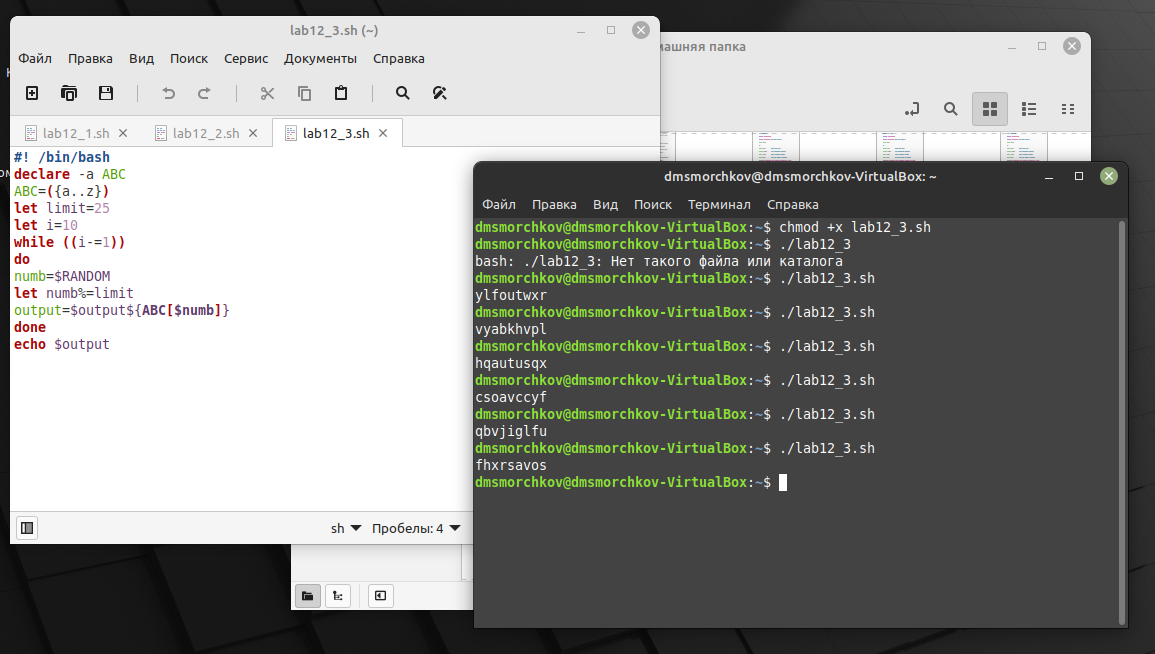 lab12_3.sh (~)
Файл Правка Вид Поиск Сервис Документы Справка
lab12_1.sh lab12_2.sh lab12_3.sh
#! /bin/bash
declare -a ABC
ABC=({a..z})
let limit=25
let i=10
while ((i-=1))
do
numb=$RANDOM
let numb%=limit
output=$output${ABC[$numb]}
done
echo $output
sh Пробелы: 4
машняя папка
dmsmorchkov@dmsmorchkov-VirtualBox: ~
Файл Правка Вид Поиск Терминал Справка
dmsmorchkov@dmsmorchkov-VirtualBox:~$ chmod +x lab12_3.sh
dmsmorchkov@dmsmorchkov-VirtualBox:~$ ./lab12_3
bash: ./lab12_3: Нет такого файла или каталога
dmsmorchkov@dmsmorchkov-VirtualBox:~$ ./lab12_3.sh
ylfoutwxr
dmsmorchkov@dmsmorchkov-VirtualBox:~$ ./lab12_3.sh
vyabkhvpl
dmsmorchkov@dmsmorchkov-VirtualBox:~$ ./lab12_3.sh
hqautusqx
dmsmorchkov@dmsmorchkov-VirtualBox:~$ ./lab12_3.sh
csoavccyf
dmsmorchkov@dmsmorchkov-VirtualBox:~$ ./lab12_3.sh
qbvjiglfu
dmsmorchkov@dmsmorchkov-VirtualBox:~$ ./lab12_3.sh
fhxrsavos
dmsmorchkov@dmsmorchkov-VirtualBox:~$